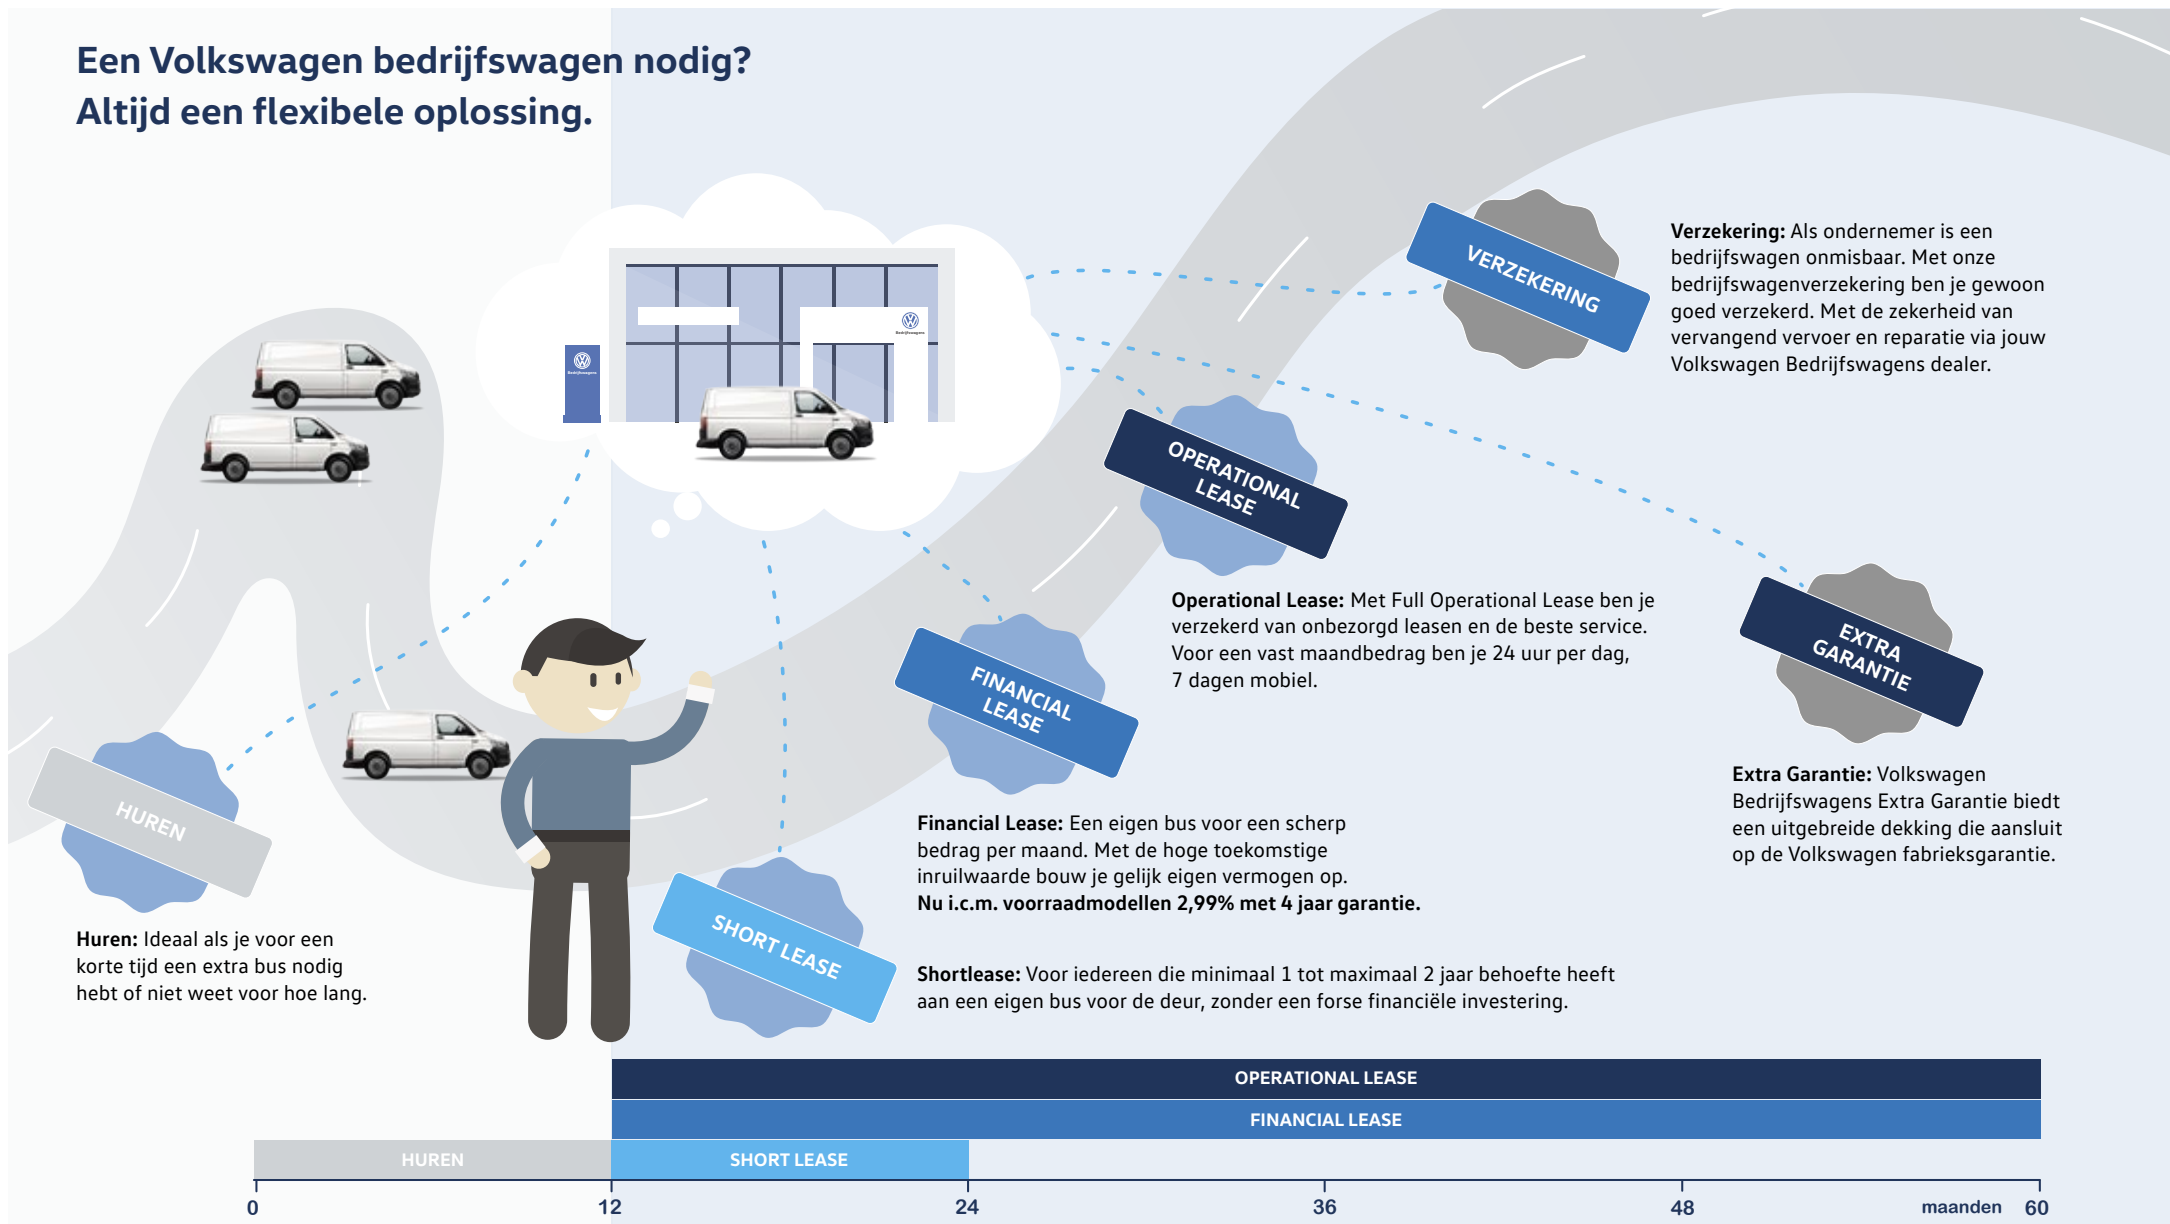 Een Volkswagen bedrijfswagen nodig?
Altijd een flexibele oplossing.
Bedrijfswagens
Bedrijfswagens
VERZEKERING
Verzekering: Als ondernemer is een
bedrijfswagen onmisbaar. Met onze
bedrijfswagenverzekering ben je gewoon
goed verzekerd. Met de zekerheid van
vervangend vervoer en reparatie via jouw
Volkswagen Bedrijfswagens dealer.
OPERATIONAL
LEASE
Operational Lease: Met Full Operational Lease ben je
verzekerd van onbezorgd leasen en de beste service.
Voor een vast maandbedrag ben je 24 uur per dag,
7 dagen mobiel.
EXTRA
GARANTIE
Extra Garantie: Volkswagen
Bedrijfswagens Extra Garantie biedt
een uitgebreide dekking die aansluit
op de Volkswagen fabrieksgarantie.
FINANCIAL
LEASE
Financial Lease: Een eigen bus voor een scherp
bedrag per maand. Met de hoge toekomstige
inruilwaarde bouw je gelijk eigen vermogen op.
Nu i.c.m. voorraadmodellen 2,99% met 4 jaar garantie.
HUREN
Huren: Ideaal als je voor een
korte tijd een extra bus nodig
hebt of niet weet voor hoe lang.
SHORT LEASE
Shortlease: Voor iedereen die minimaal 1 tot maximaal 2 jaar behoefte heeft
aan een eigen bus voor de deur, zonder een forse financiële investering.
OPERATIONAL LEASE
FINANCIAL LEASE
HUREN SHORT LEASE
0 12 24 36 48 maanden 60